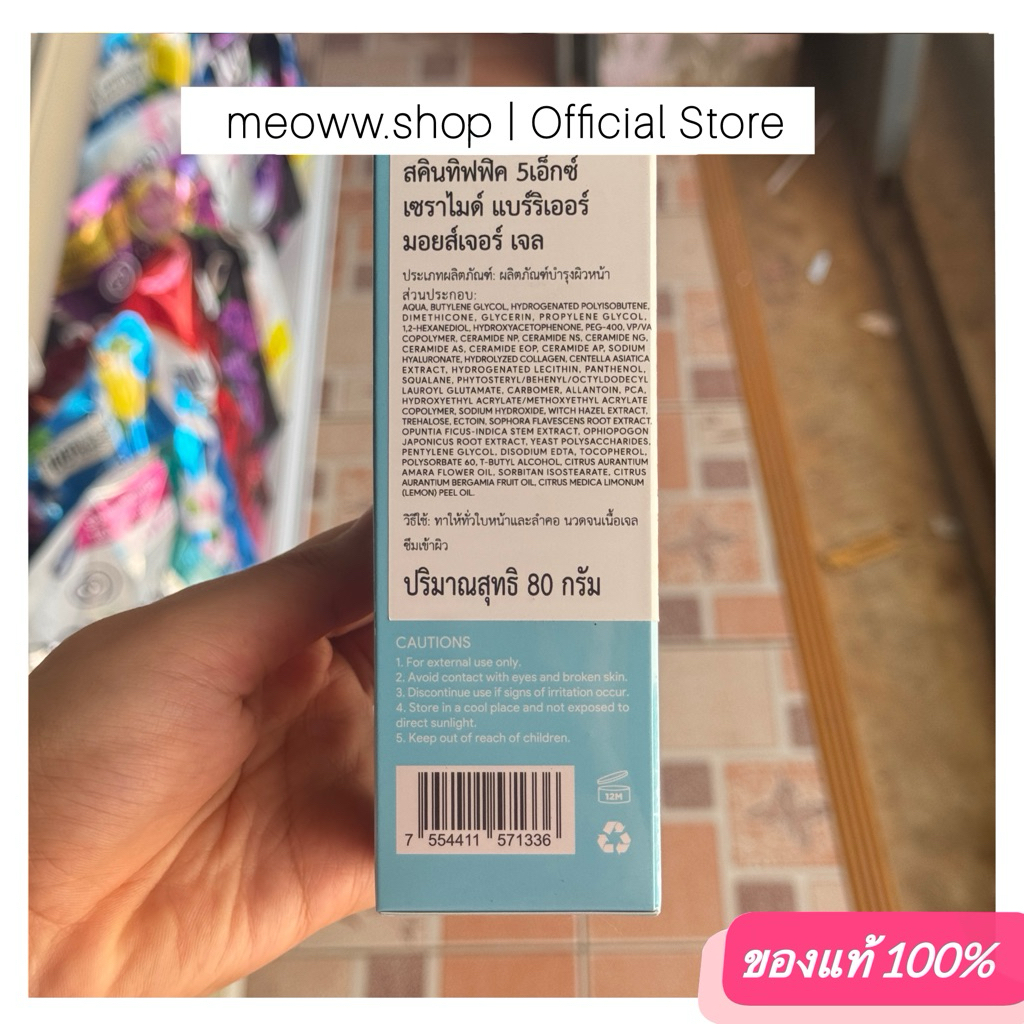 meoww.shop | Official Store
สกินทิฟฟิค 5เอ็กซ์
เซราไมด์ แบร์ริเออร์
มอยส์เจอร์ เจล
ประเภทผลิตภัณฑ์: ผลิตภัณฑ์บำรุงผิวหน้า
ส่วนประกอบ:
AQUA, BUTYLENE GLYCOL, HYDROGENATED POLYISOBUTENE,
DIMETHICONE, GLYCERIN, PROPYLENE GLYCOL,
1,2-HEXANEDIOL, HYDROXYACETOPHENONE, PEG-400, VP/VA
COPOLYMER, CERAMIDE NP, CERAMIDE NS, CERAMIDE NG,
CERAMIDE AS, CERAMIDE EOP, CERAMIDE AP, SODIUM
HYALURONATE, HYDROLYZED COLLAGEN, CENTELLA ASIATICA
EXTRACT, HYDROGENATED LECITHIN, PANTHENOL,
SQUALANE, PHYTOSTERYL/BEHENYL/OCTYLDODECYL
LAUROYL GLUTAMATE, CARBOMER, ALLANTOIN, PCA,
HYDROXYETHYL ACRYLATE/METHOXYETHYL ACRYLATE
COPOLYMER, SODIUM HYDROXIDE, WITCH HAZEL EXTRACT,
TREHALOSE, ECTOIN, SOPHORA FLAVESCENS ROOT EXTRACT,
OPUNTIA FICUS-INDICA STEM EXTRACT, OPHIOPOGON
JAPONICUS ROOT EXTRACT, YEAST POLYSACCHARIDES,
PENTYLENE GLYCOL, DISODIUM EDTA, TOCOPHEROL,
POLYSORBATE 60, T-BUTYL ALCOHOL, CITRUS AURANTIUM
AMARA FLOWER OIL, SORBITAN ISOSTEARATE, CITRUS
AURANTIUM BERGAMIA FRUIT OIL, CITRUS MEDICA LIMONUM
(LEMON) PEEL OIL.
วิธีใช้: ทาให้ทั่วใบหน้าและลำคอ นวดจนเนื้อเจล
ซึมเข้าผิว
ปริมาณสุทธิ 80 กรัม
CAUTIONS
1. For external use only.
2. Avoid contact with eyes and broken skin.
3. Discontinue use if signs of irritation occur.
4. Store in a cool place and not exposed to
direct sunlight.
5. Keep out of reach of children.
12M
7 554411 571336
ของแท้ 100%